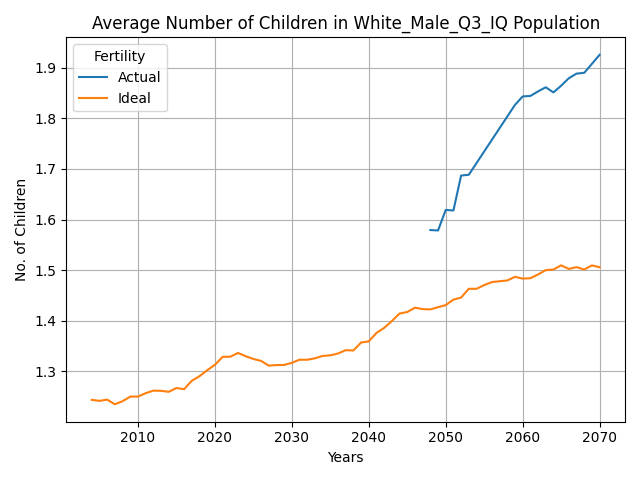 Average Number of Children in White_Male_Q3_IQ Population
Fertility
Actual
Ideal
No. of Children
1.9
1.8
1.7
1.6
1.5
1.4
1.3
2010 2020 2030 2040 2050 2060 2070
Years